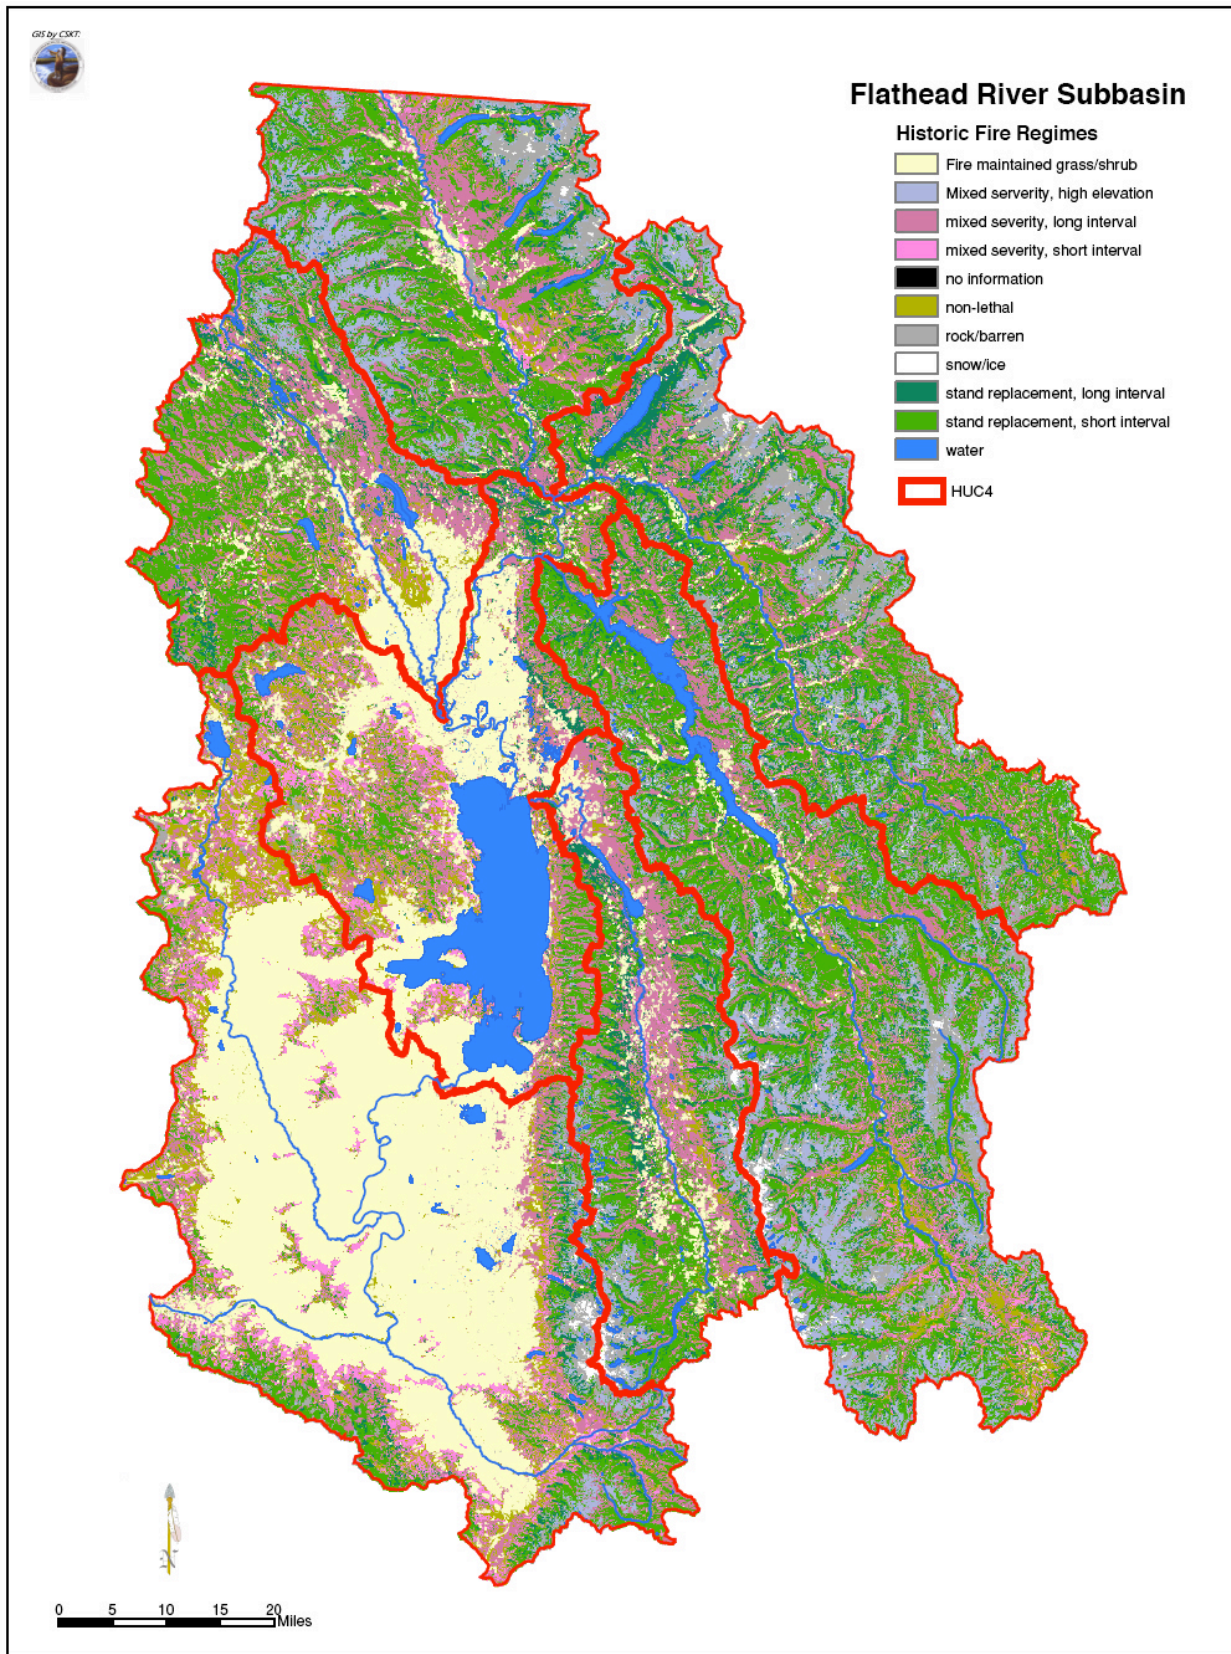 GIS by CSKT:
Flathead River Subbasin
Historic Fire Regimes
Fire maintained grass/shrub
Mixed serverity, high elevation
mixed severity, long interval
mixed severity, short interval
no information
non-lethal
rock/barren
snow/ice
stand replacement, long interval
stand replacement, short interval
water
HUC4
N
0 5 10 15 20
Miles